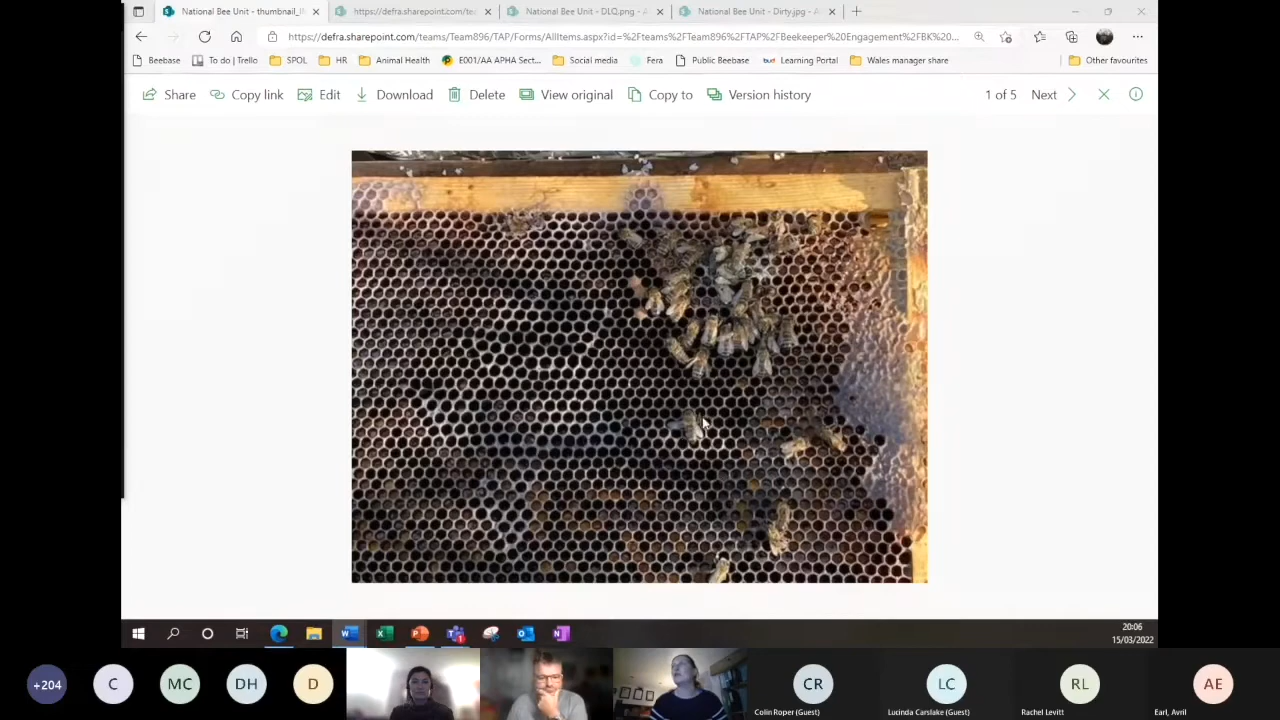 National Bee Unit - thumbnail_I
https://defra.sharepoint.com/te
National Bee Unit - DLQ.png - A
National Bee Unit - Dirty.jpg - A
https://defra.sharepoint.com/teams/Team896/TAP/Forms/AllItems.aspx?id=%2Fteams%2FTeam896%2FTAP%2FBeekeeper%20Engagement%2FBK%20...
Beebase
To do | Trello
SPOL
HR
Animal Health
E001/AA APHA Sect...
Social media
Fera
Public Beebase
bud
Learning Portal
Wales manager share
Other favourites
Share
Copy link
Edit
Download
Delete
View original
Copy to
Version history
1 of 5
Next
20:06
15/03/2022
+204
C
MC
DH
D
CR
Colin Roper (Guest)
LC
Lucinda Carslake (Guest)
RL
Rachel Levitt
AE
Earl, Avril